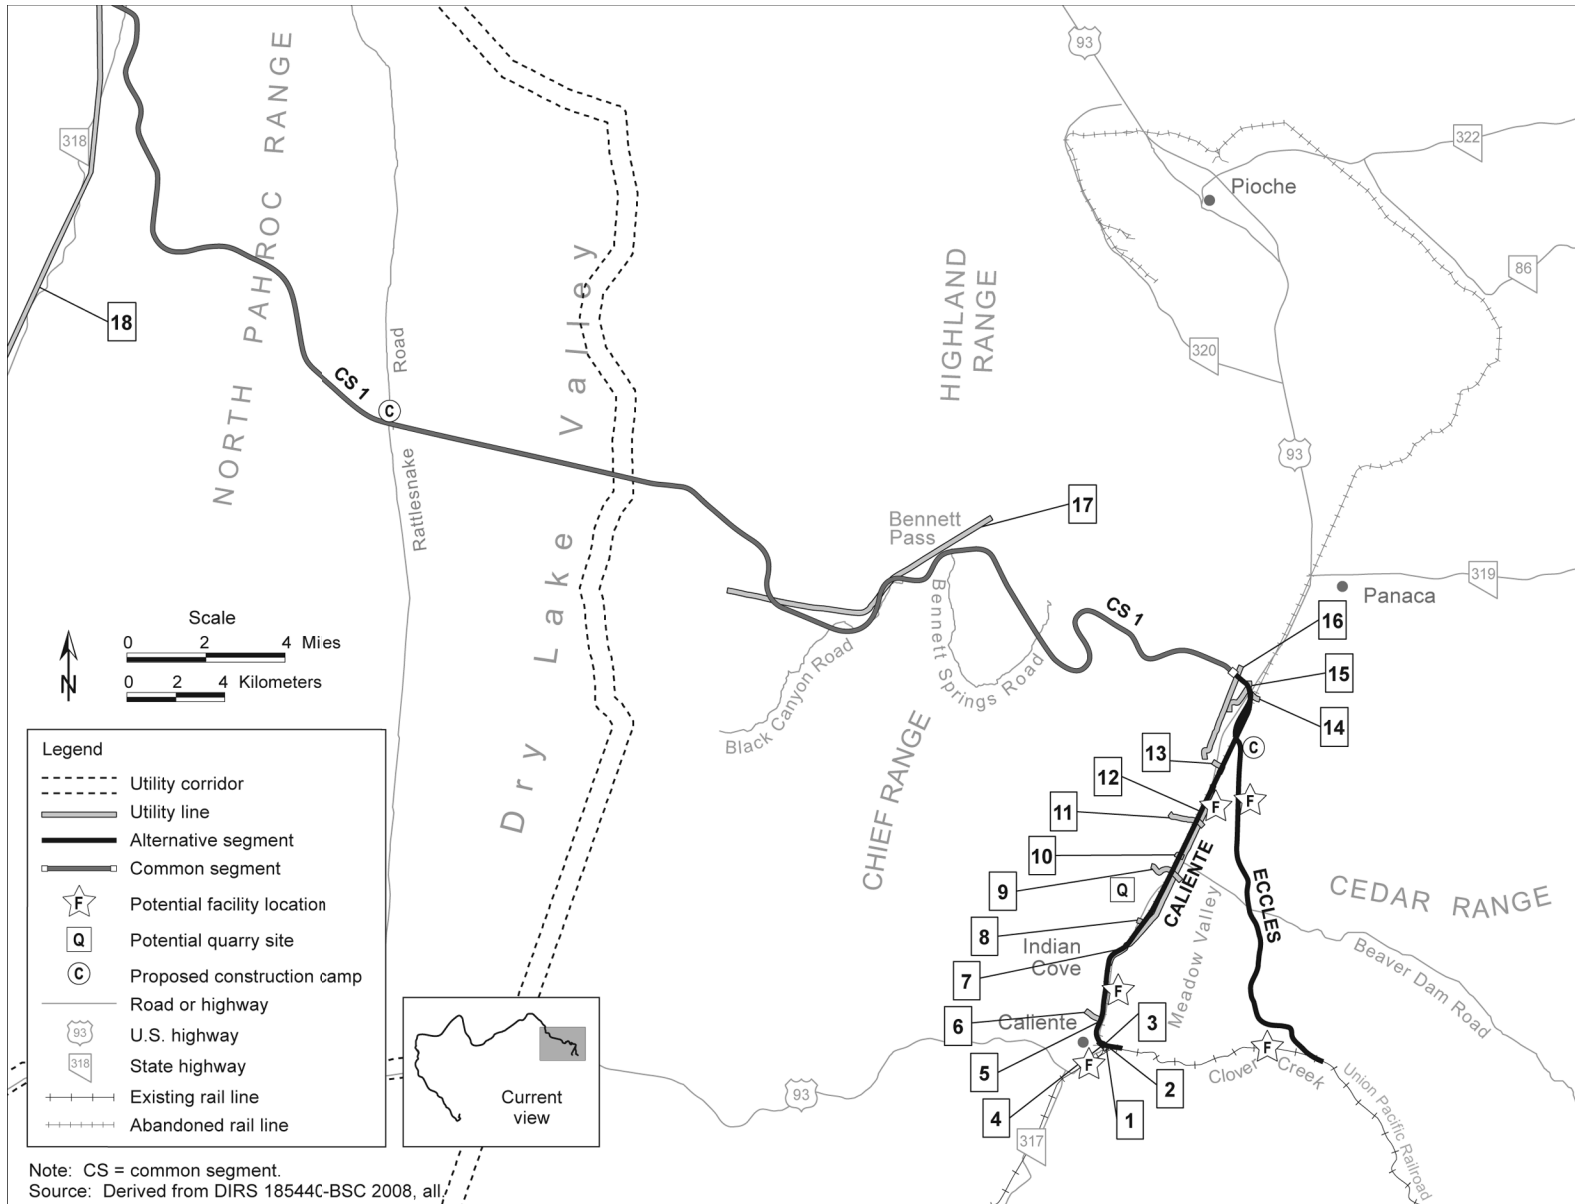 93
318
322
Pioche
NORTH PAHROC RANGE
86
HIGHLAND
RANGE
Dry Lake Valley
18
Road
320
CS 1
C
93
Rattlesnake
17
Bennett
Pass
319
Panaca
CS 1
16
Bennett Springs Road
Black Canyon Road
15
14
Scale
0 2 4 Mies
0 2 4 Kilometers
N
CHIEF RANGE
13
C
12
F
F
11
10
CALIENTE
9
Q
ECCLES
CEDAR RANGE
8
Indian
Cove
Meadow Valley
7
Beaver Dam Road
F
6
Caliente
3
5
F
F
Clover Creek
2
Union Pacific Railroad
4
1
93
317
Legend
Utility corridor
Utility line
Alternative segment
Common segment
F Potential facility location
Q Potential quarry site
C Proposed construction camp
Road or highway
93 U.S. highway
318 State highway
Existing rail line
Abandoned rail line
Current
view
Note: CS = common segment.
Source: Derived from DIRS 185440-BSC 2008, all.